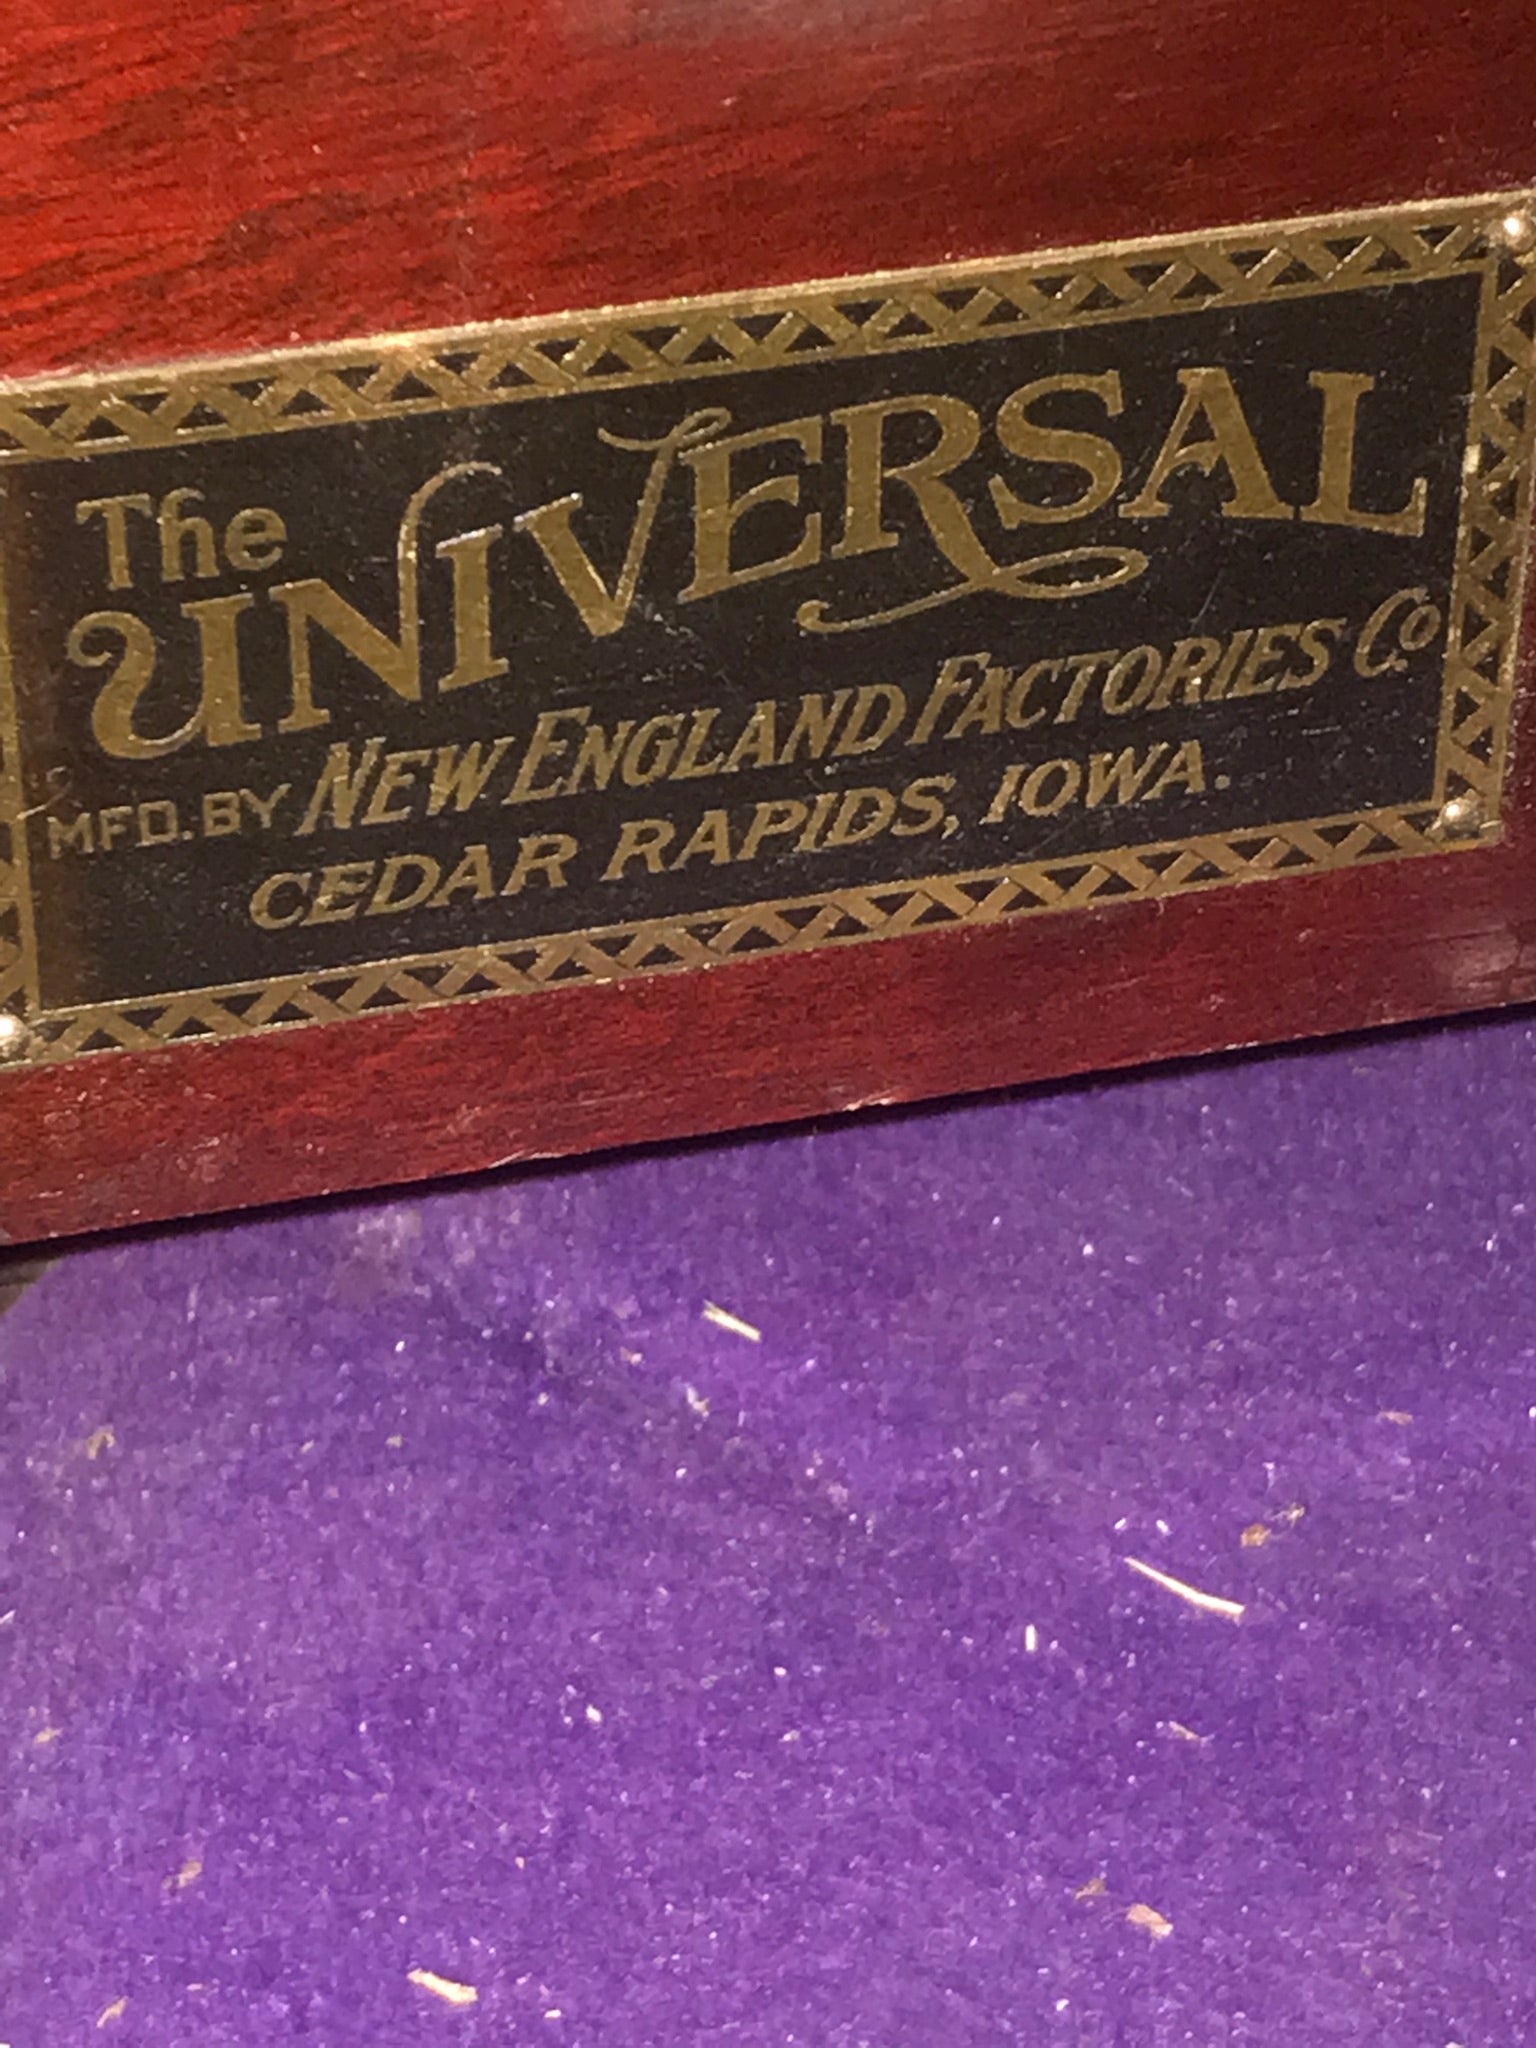 The
UNIVERSAL
MFD. BY NEW ENGLAND FACTORIES Co.
CEDAR RAPIDS, IOWA.